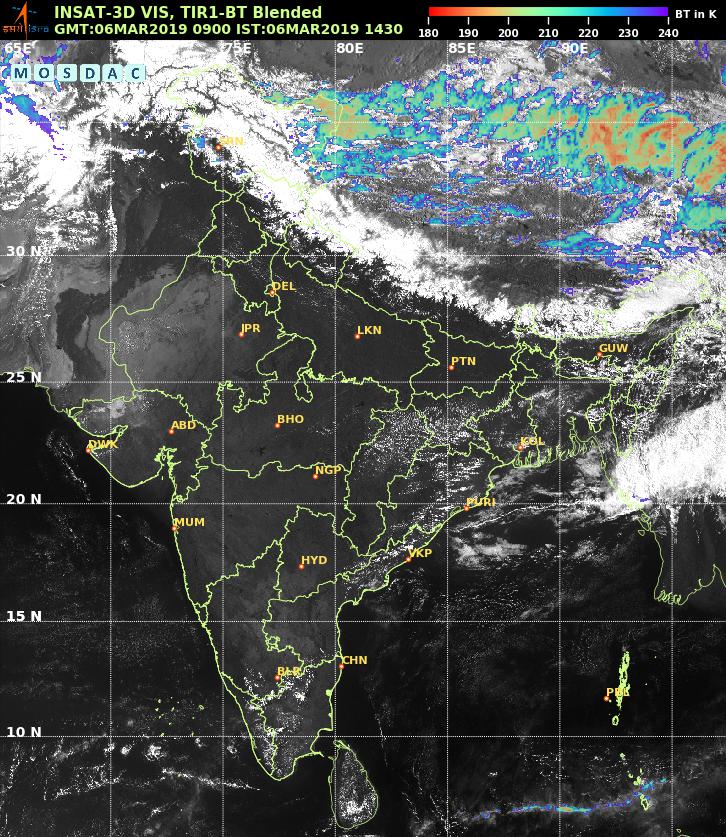 INSAT-3D VIS, TIR1-BT Blended
GMT:06MAR2019 0900 IST:06MAR2019 1430
BT in K
180 190 200 210 220 230 240
65E 75E 80E 85E 90E
MOSDAC
SRN
30 N
DEL
JPR LKN GUW
PTN
25 N
ABD BHO
DWK KOL
NGP
20 N PURI
MUM
VKP
HYD
15 N
CHN
BLR
PBL
10 N